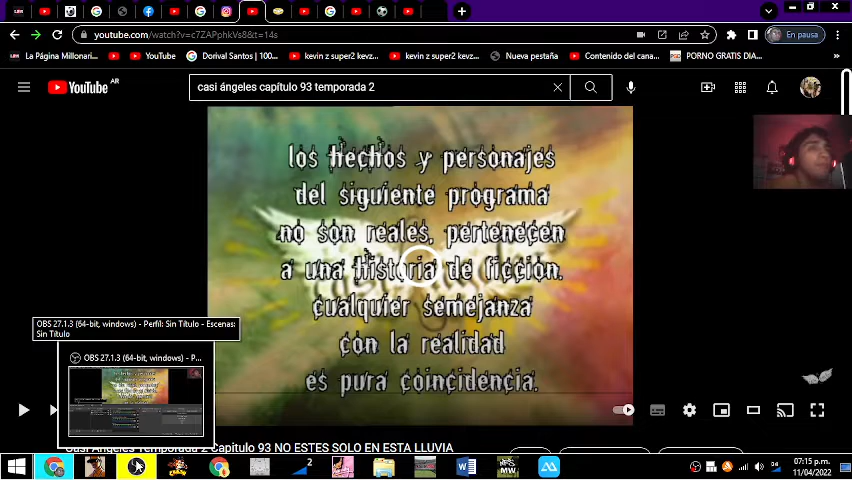 youtube.com/watch?v=c7ZAPphkVs8&t=14s
En pausa
La Página Millonari...
YouTube
Dorival Santos | 100...
kevin z super2 kevz...
kevin z super2 kevz...
Nueva pestaña
Contenido del cana...
PORNO GRATIS DIA...
YouTube AR
casi ángeles capítulo 93 temporada 2
los hechos y personajes
del siguiente programa
no son reales, pertenecen
a una historia de ficción.
cualquier semejanza
con la realidad
es pura coincidencia.
OBS 27.1.3 (64-bit, windows) - Perfil: Sin Título - Escenas:
Sin Título
OBS 27.1.3 (64-bit, windows) - P...
Casi Angeles Temporada 2 Capitulo 93 NO ESTES SOLO EN ESTA LLUVIA
07:15 p.m.
11/04/2022